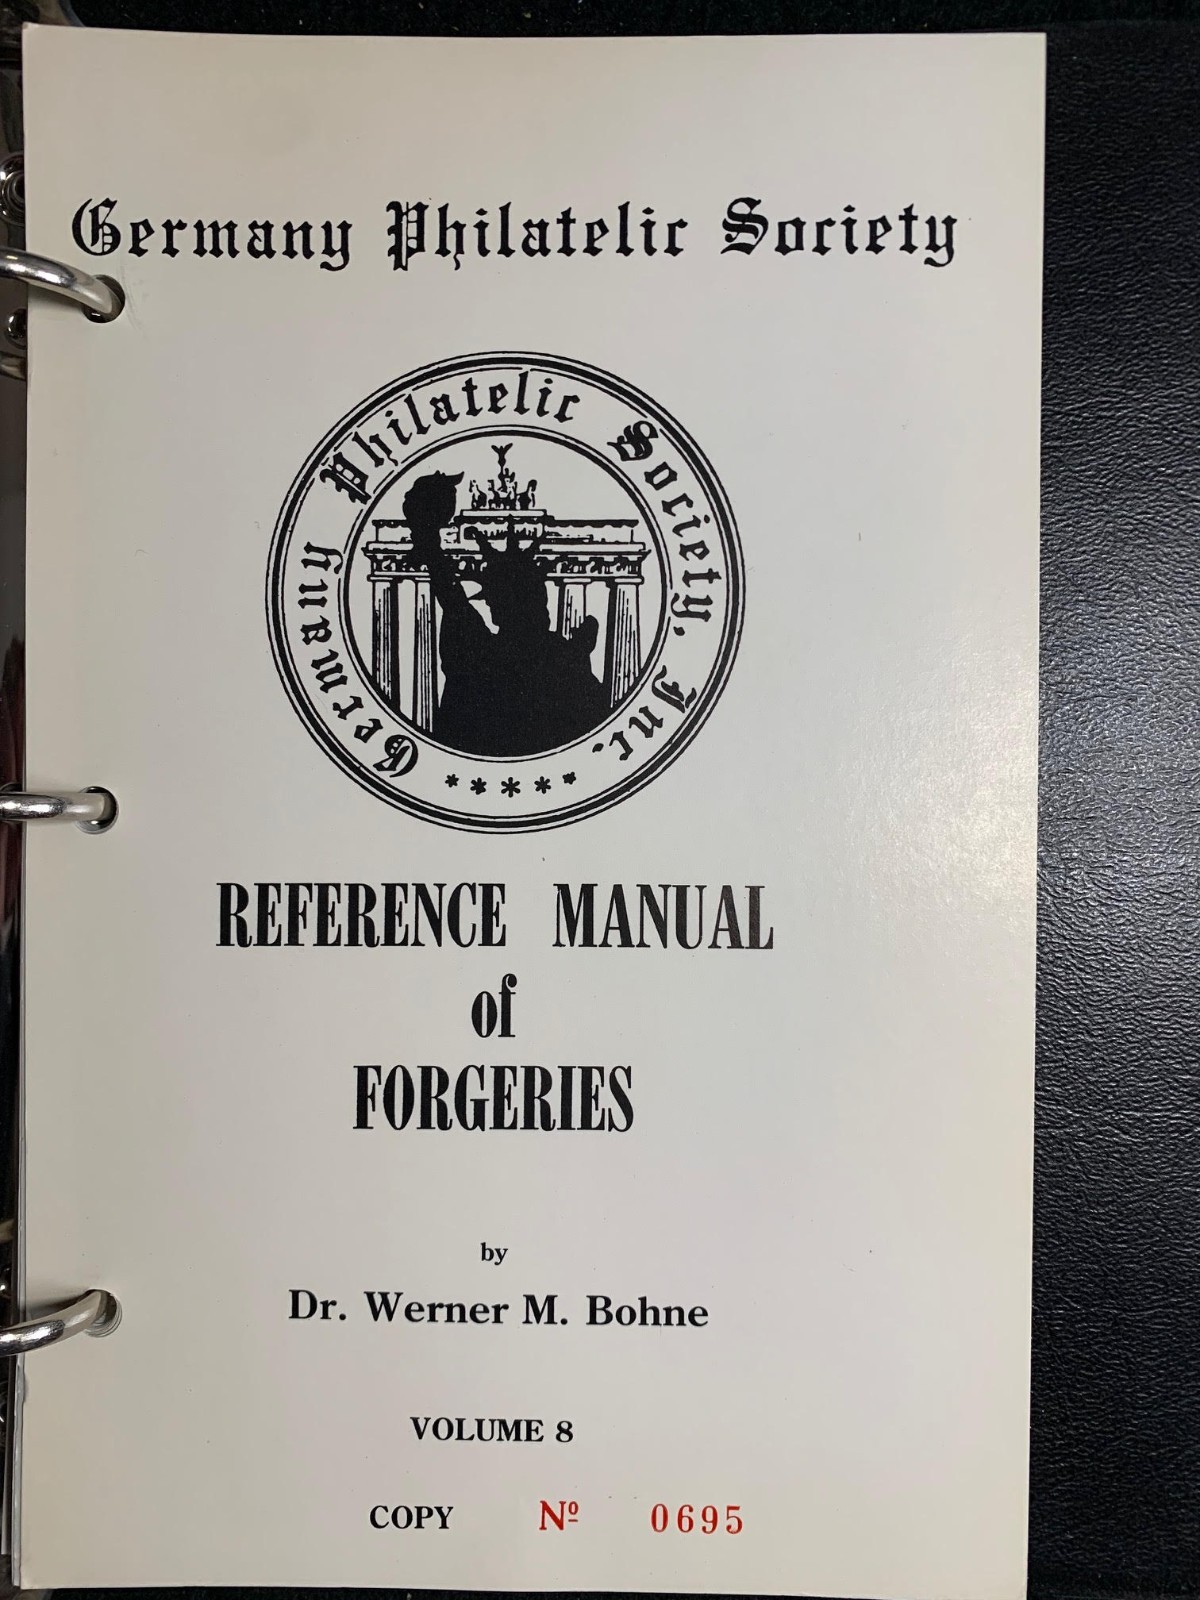 Germany Philatelic Society
Germany Philatelic Society, Inc.
*****
REFERENCE MANUAL
of
FORGERIES
by
Dr. Werner M. Bohne
VOLUME 8
COPY Nº 0695